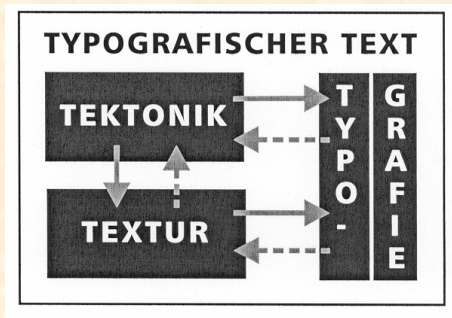 TYPOGRAFISCHER TEXT
TEKTONIK
TEXTUR
TYPO-
GRAFIE